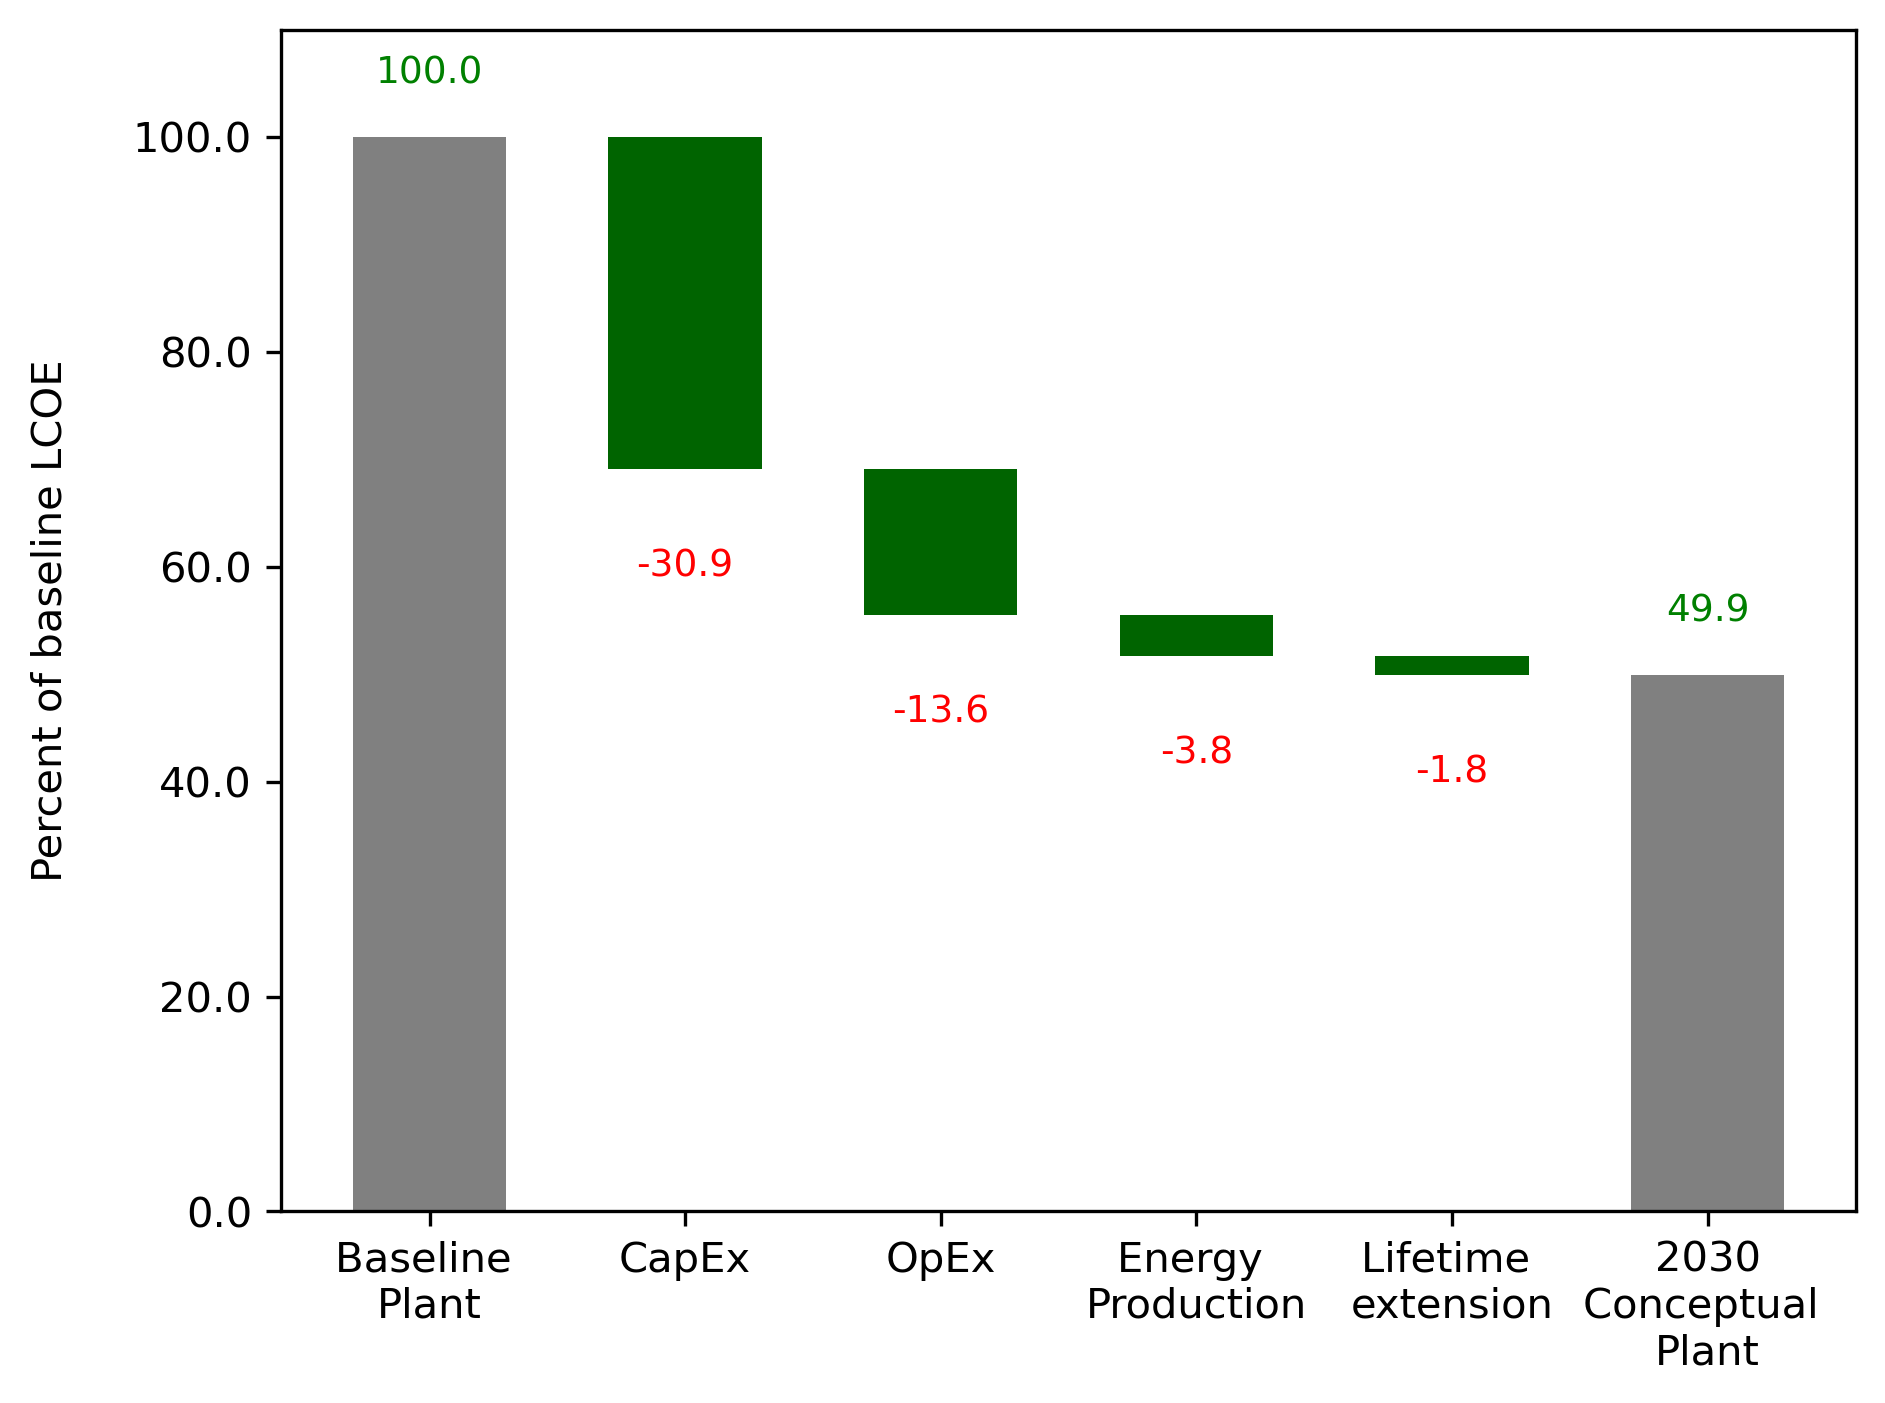 100.0
100.0
80.0
60.0
40.0
20.0
0.0
Percent of baseline LCOE
-30.9
-13.6
-3.8
-1.8
49.9
Baseline
Plant
CapEx
OpEx
Energy
Production
Lifetime
extension
2030
Conceptual
Plant